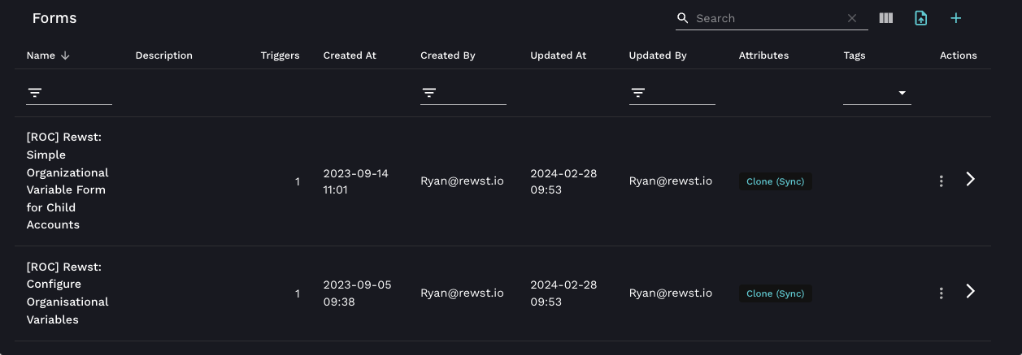 Forms
Search
Name Description Triggers Created At Created By Updated At Updated By Attributes Tags Actions
[ROC] Rewst:
Simple
Organizational
Variable Form
for Child
Accounts
1
2023-09-14
11:01
Ryan@rewst.io
2024-02-28
09:53
Ryan@rewst.io
Clone (Sync)
[ROC] Rewst:
Configure
Organisational
Variables
1
2023-09-05
09:38
Ryan@rewst.io
2024-02-28
09:53
Ryan@rewst.io
Clone (Sync)